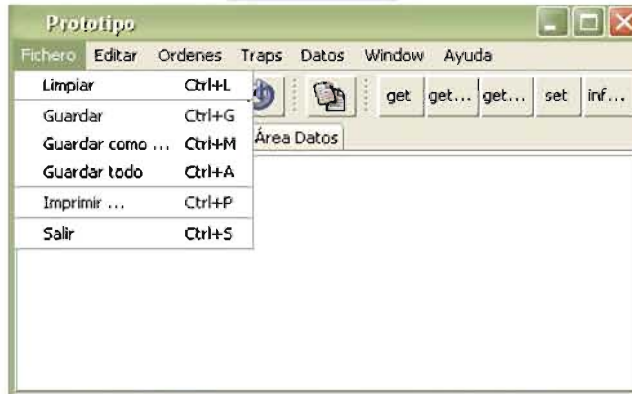 Prototipo
Fichero Editar Ordenes Traps Datos Window Ayuda
Limpiar Ctrl+L
get get... get... set inf...
Guardar Ctrl+G
Guardar como ... Ctrl+M
Área Datos
Guardar todo Ctrl+A
Imprimir ... Ctrl+P
Salir Ctrl+S